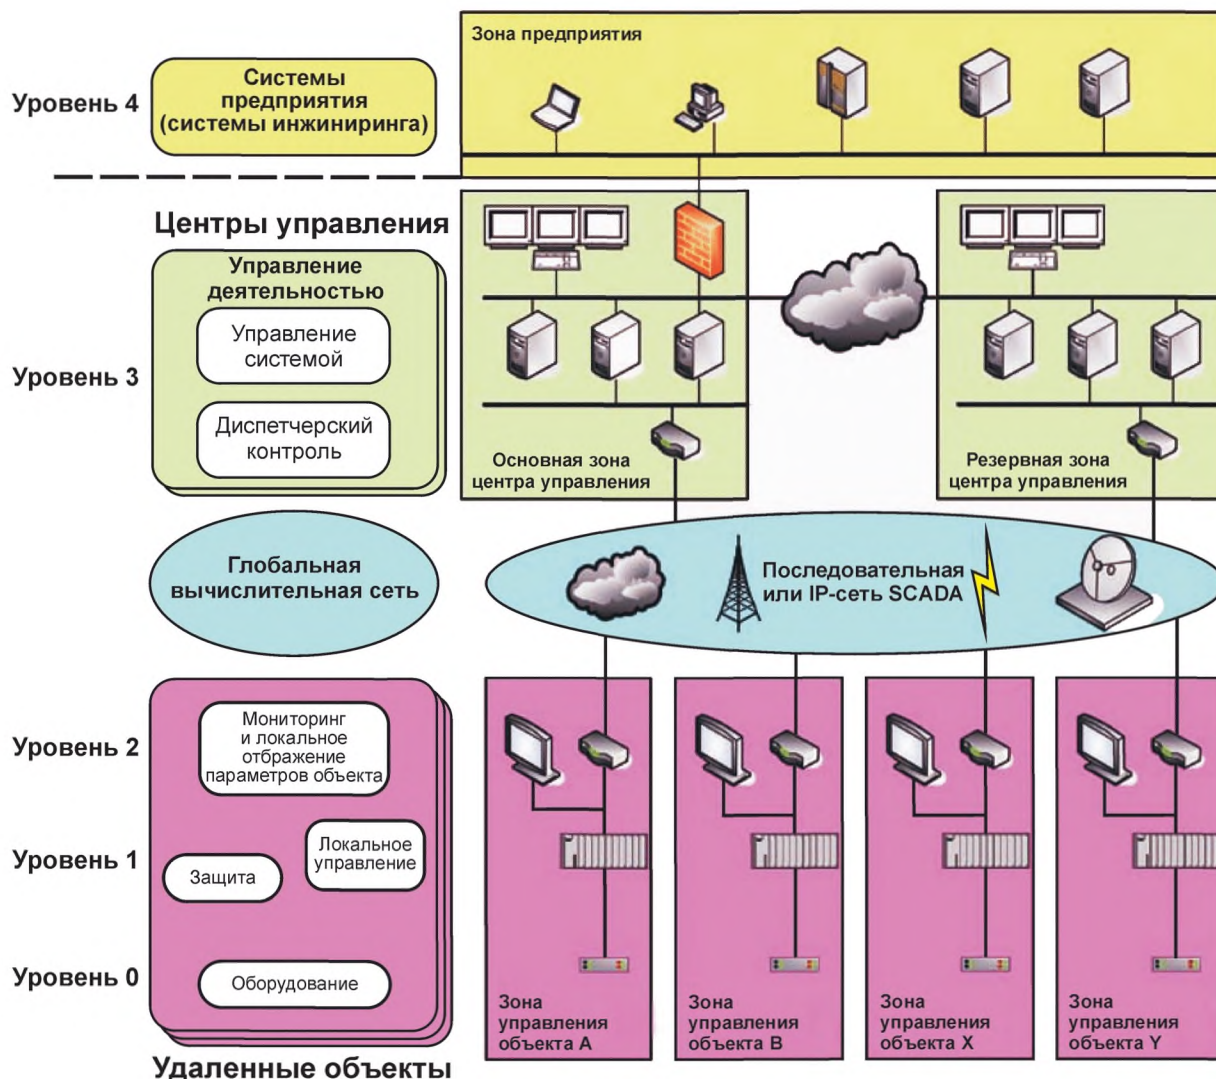 Зона предприятия
Уровень 4
Системы
предприятия
(системы инжиниринга)
Центры управления
Управление
деятельностью
Управление
системой
Уровень 3
Диспетчерский
контроль
Основная зона
центра управления
Резервная зона
центра управления
Глобальная
вычислительная сеть
Последовательная
или IP-сеть SCADA
Уровень 2
Мониторинг
и локальное
отбражение
параметров объекта
Уровень 1
Локальное
управление
Защита
Уровень 0
Оборудование
Зона
управления
объекта A
Зона
управления
объекта B
Зона
управления
объекта X
Зона
управления
объекта Y
Удаленные объекты